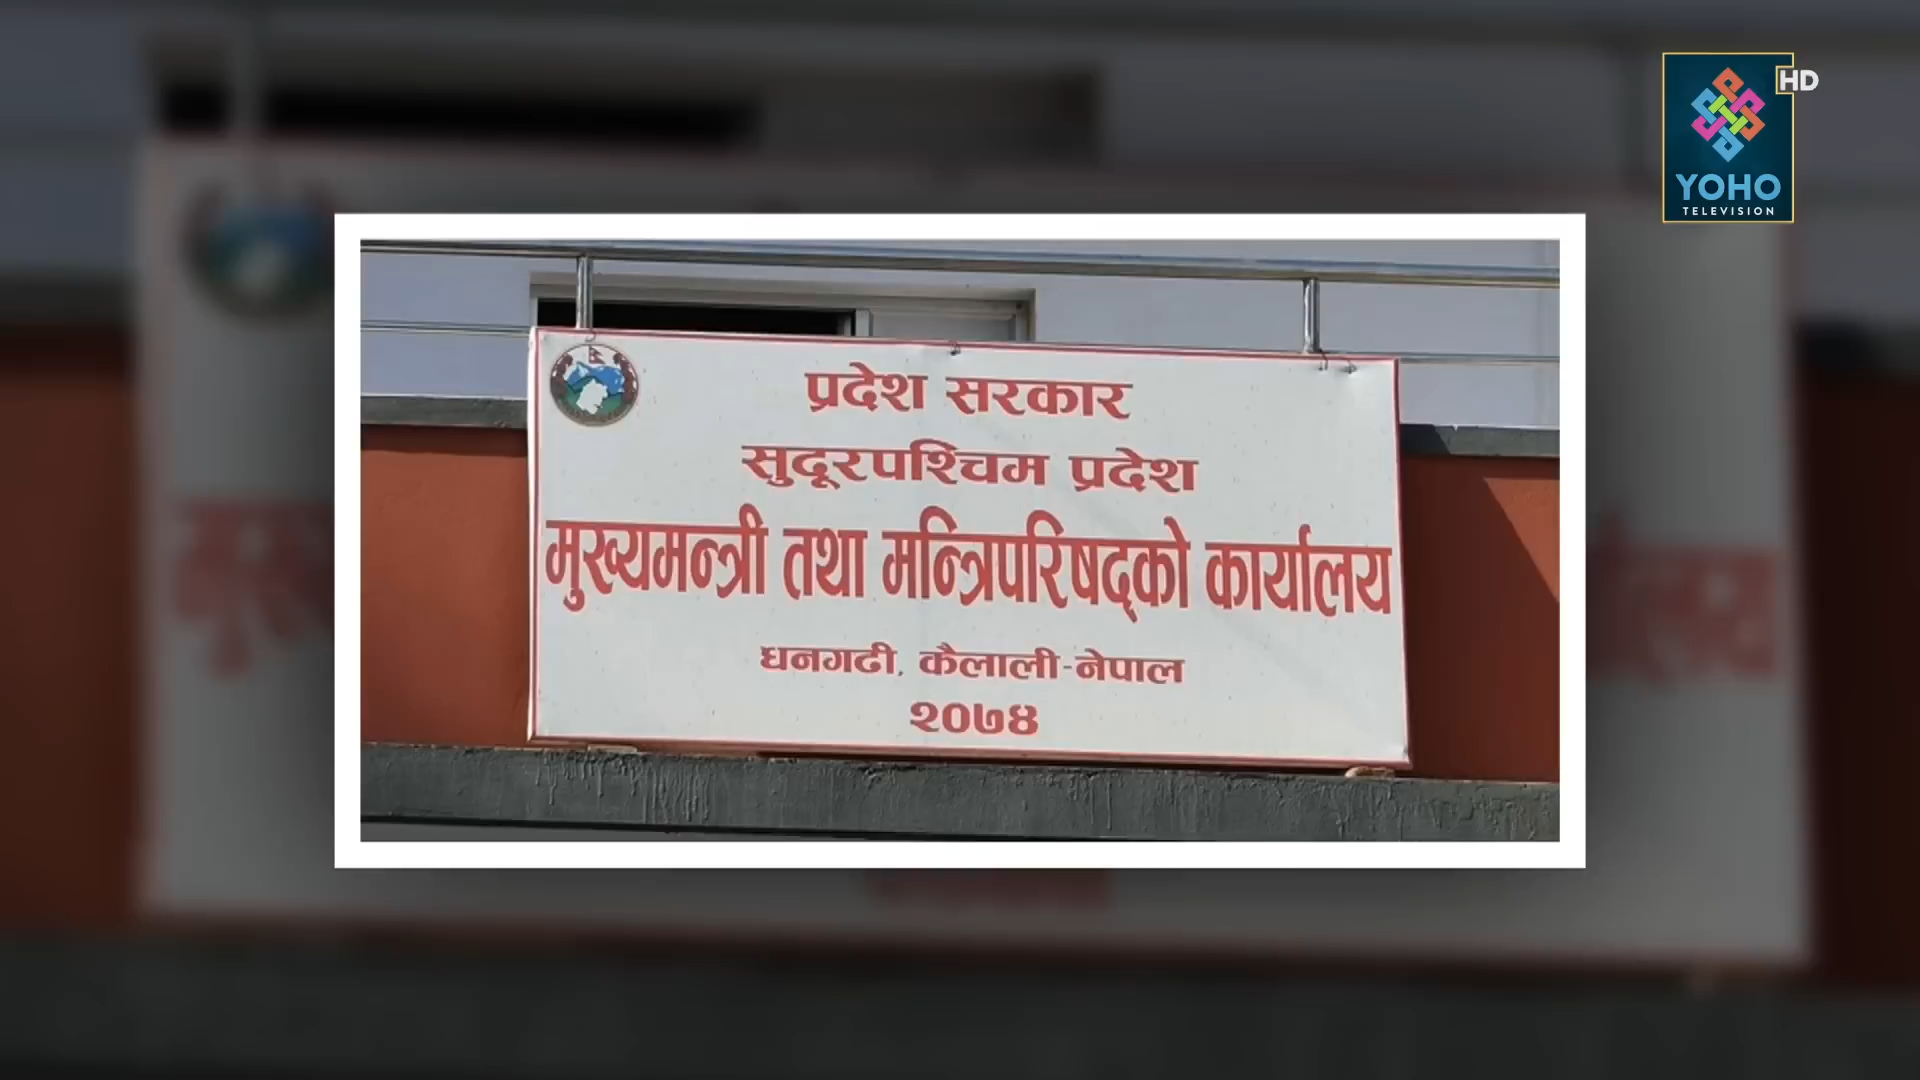 HD
YOHO
TELEVISION
प्रदेश सरकार
सुदूरपश्चिम प्रदेश
मुख्यमन्त्री तथा मन्त्रिपरिषद्को कार्यालय
धनगढी, कैलाली-नेपाल
२०७४